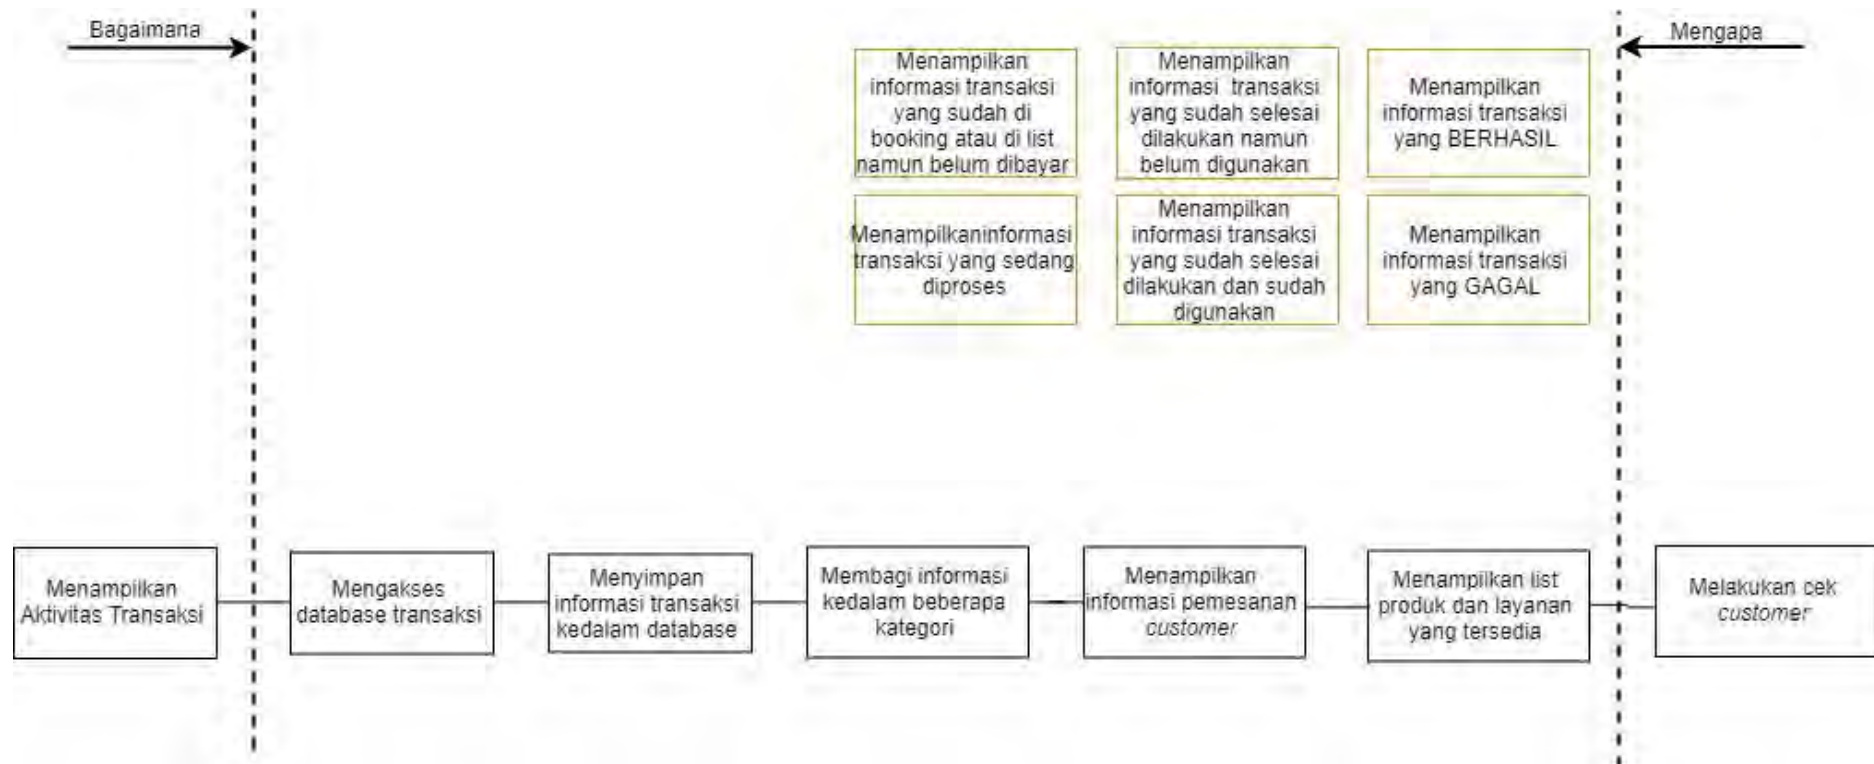 Bagaimana
Mengapa
Menampilkan
informasi transaksi
yang sudah di
booking atau di list
namun belum dibayar
Menampilkan
informasi transaksi
yang sudah selesai
dilakukan namun
belum digunakan
Menampilkan
informasi transaksi
yang BERHASIL
Menampilkaninformasi
transaksi yang sedang
diproses
Menampilkan
informasi transaksi
yang sudah selesai
dilakukan dan sudah
digunakan
Menampilkan
informasi transaksi
yang GAGAL
Menampilkan
Aktivitas Transaksi
Mengakses
database transaksi
Menyimpan
informasi transaksi
kedalam database
Membagi informasi
kedalam beberapa
kategori
Menampilkan
informasi pemesanan
customer
Menampilkan list
produk dan layanan
yang tersedia
Melakukan cek
customer